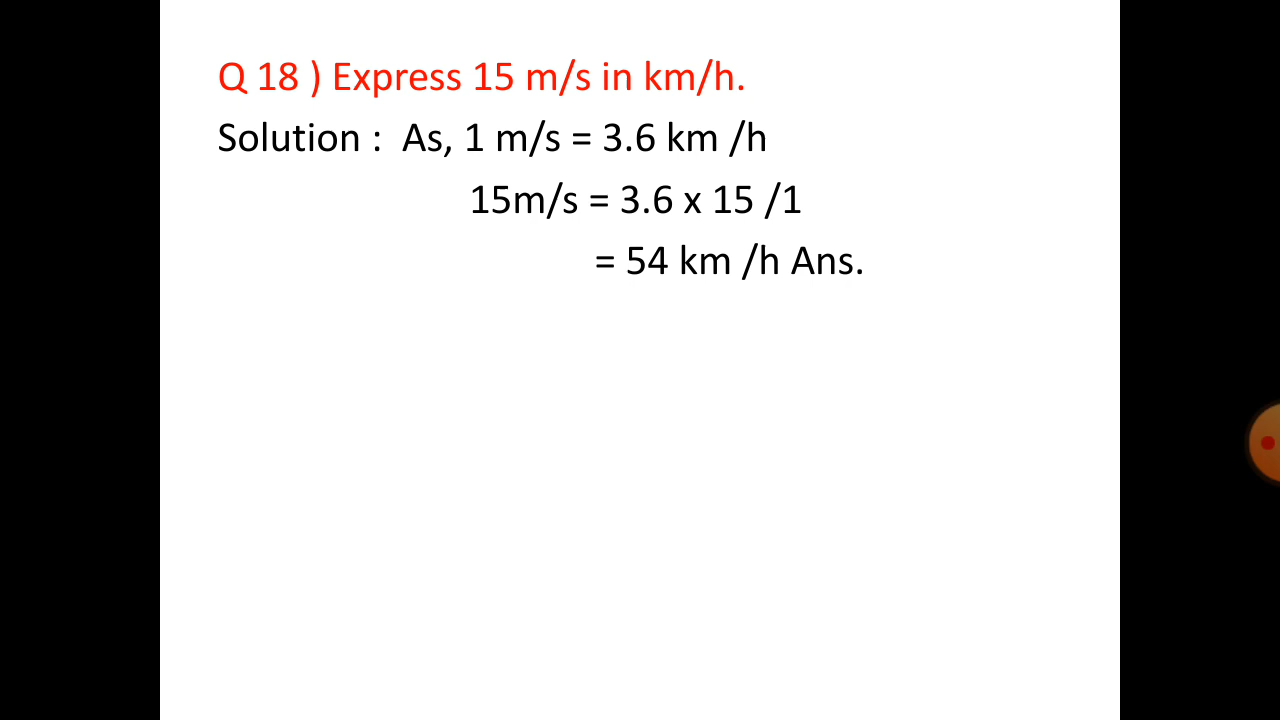 Q 18 ) Express 15 m/s in km/h.
Solution :  As, 1 m/s = 3.6 km /h
15m/s = 3.6 x 15 /1
= 54 km /h Ans.